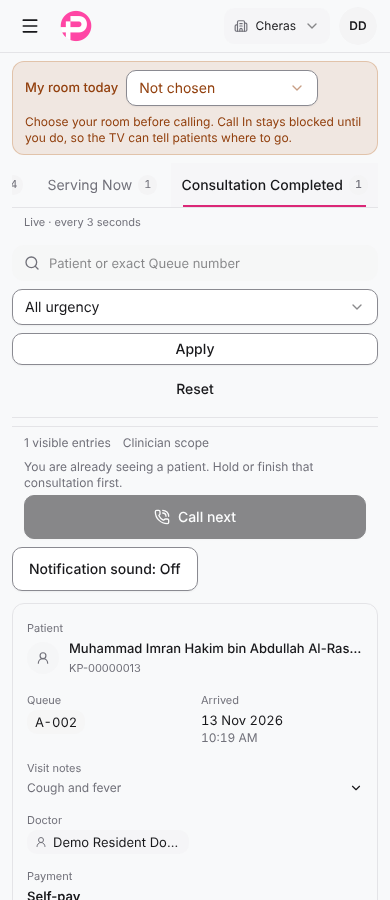 Cheras
DD
My room today
Not chosen
Choose your room before calling. Call In stays blocked until
you do, so the TV can tell patients where to go.
4
Serving Now 1
Consultation Completed 1
Live · every 3 seconds
Patient or exact Queue number
All urgency
Apply
Reset
1 visible entries Clinician scope
You are already seeing a patient. Hold or finish that
consultation first.
Call next
Notification sound: Off
Patient
Muhammad Imran Hakim bin Abdullah Al-Ras...
KP-00000013
Queue
A-002
Arrived
13 Nov 2026
10:19 AM
Visit notes
Cough and fever
Doctor
Demo Resident Do...
Payment
Self-pay